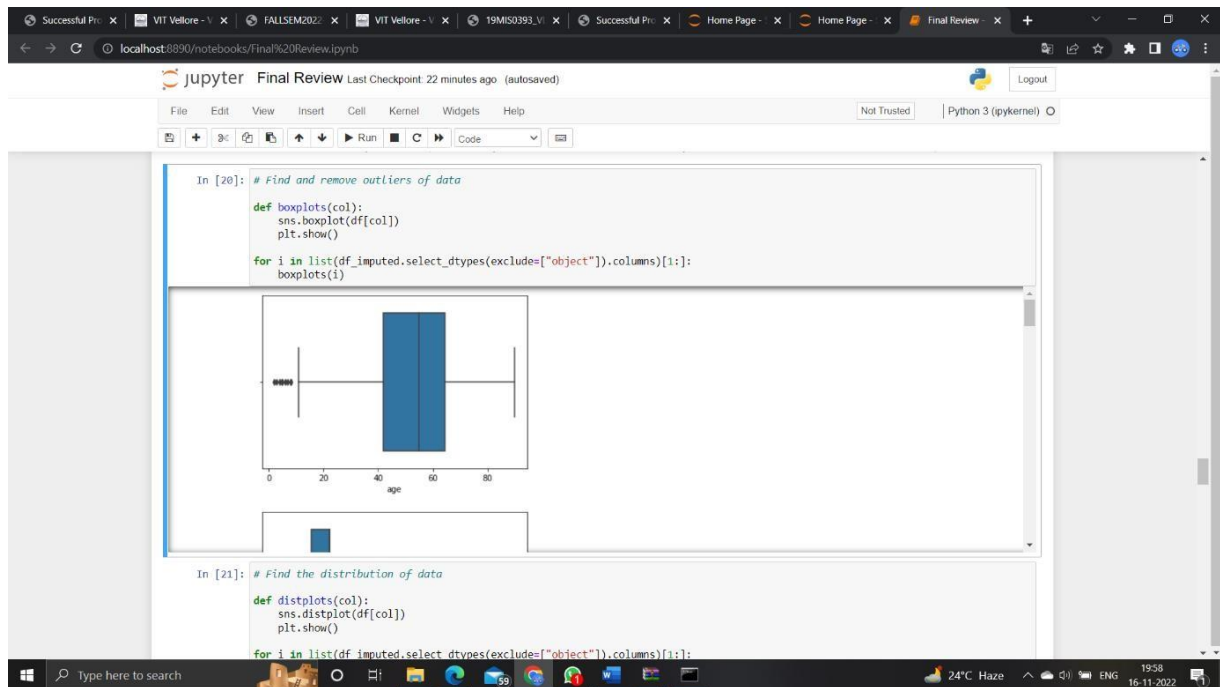 Successful Pro
VIT Vellore - V
FALLSEM2022
VIT Vellore - V
19MIS0393_VI
Successful Pro
Home Page -
Home Page -
Final Review -
localhost:8890/notebooks/Final%20Review.ipynb
jupyter Final Review Last Checkpoint: 22 minutes ago (autosaved)
Logout
File Edit View Insert Cell Kernel Widgets Help
Not Trusted
Python 3 (ipykernel)
Run
Code
In [20]: # Find and remove outliers of data
def boxplots(col):
sns.boxplot(df[col])
plt.show()
for i in list(df_imputed.select_dtypes(exclude=["object"]).columns)[1:]:
boxplots(i)
0 20 40 60 80
age
In [21]: # Find the distribution of data
def distplots(col):
sns.distplot(df[col])
plt.show()
for i in list(df_imputed.select_dtypes(exclude=["object"]).columns)[1:]:
Type here to search
59
1
24°C Haze
ENG
19:58
16-11-2022
1